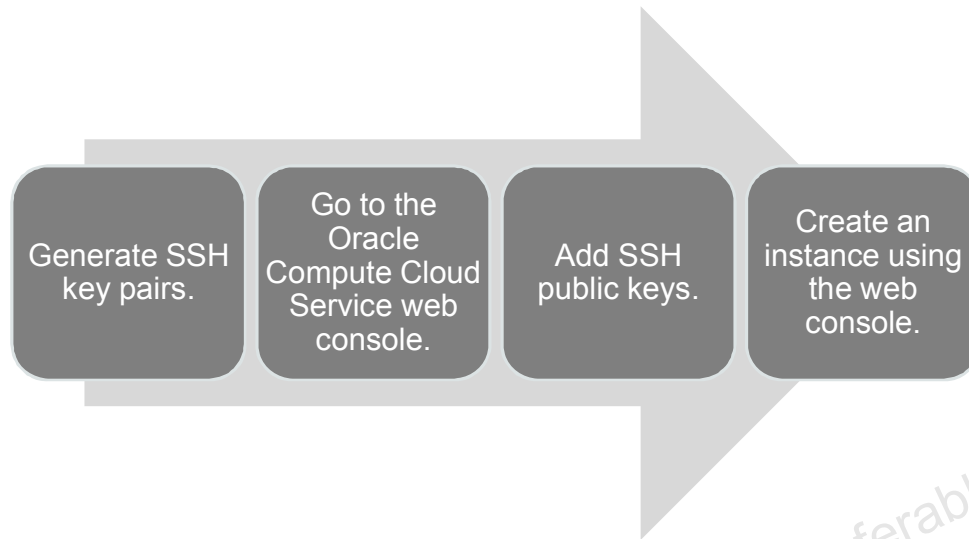 Generate SSH
key pairs.
Go to the
Oracle
Compute Cloud
Service web
console.
Add SSH
public keys.
Create an
instance using
the web
console.